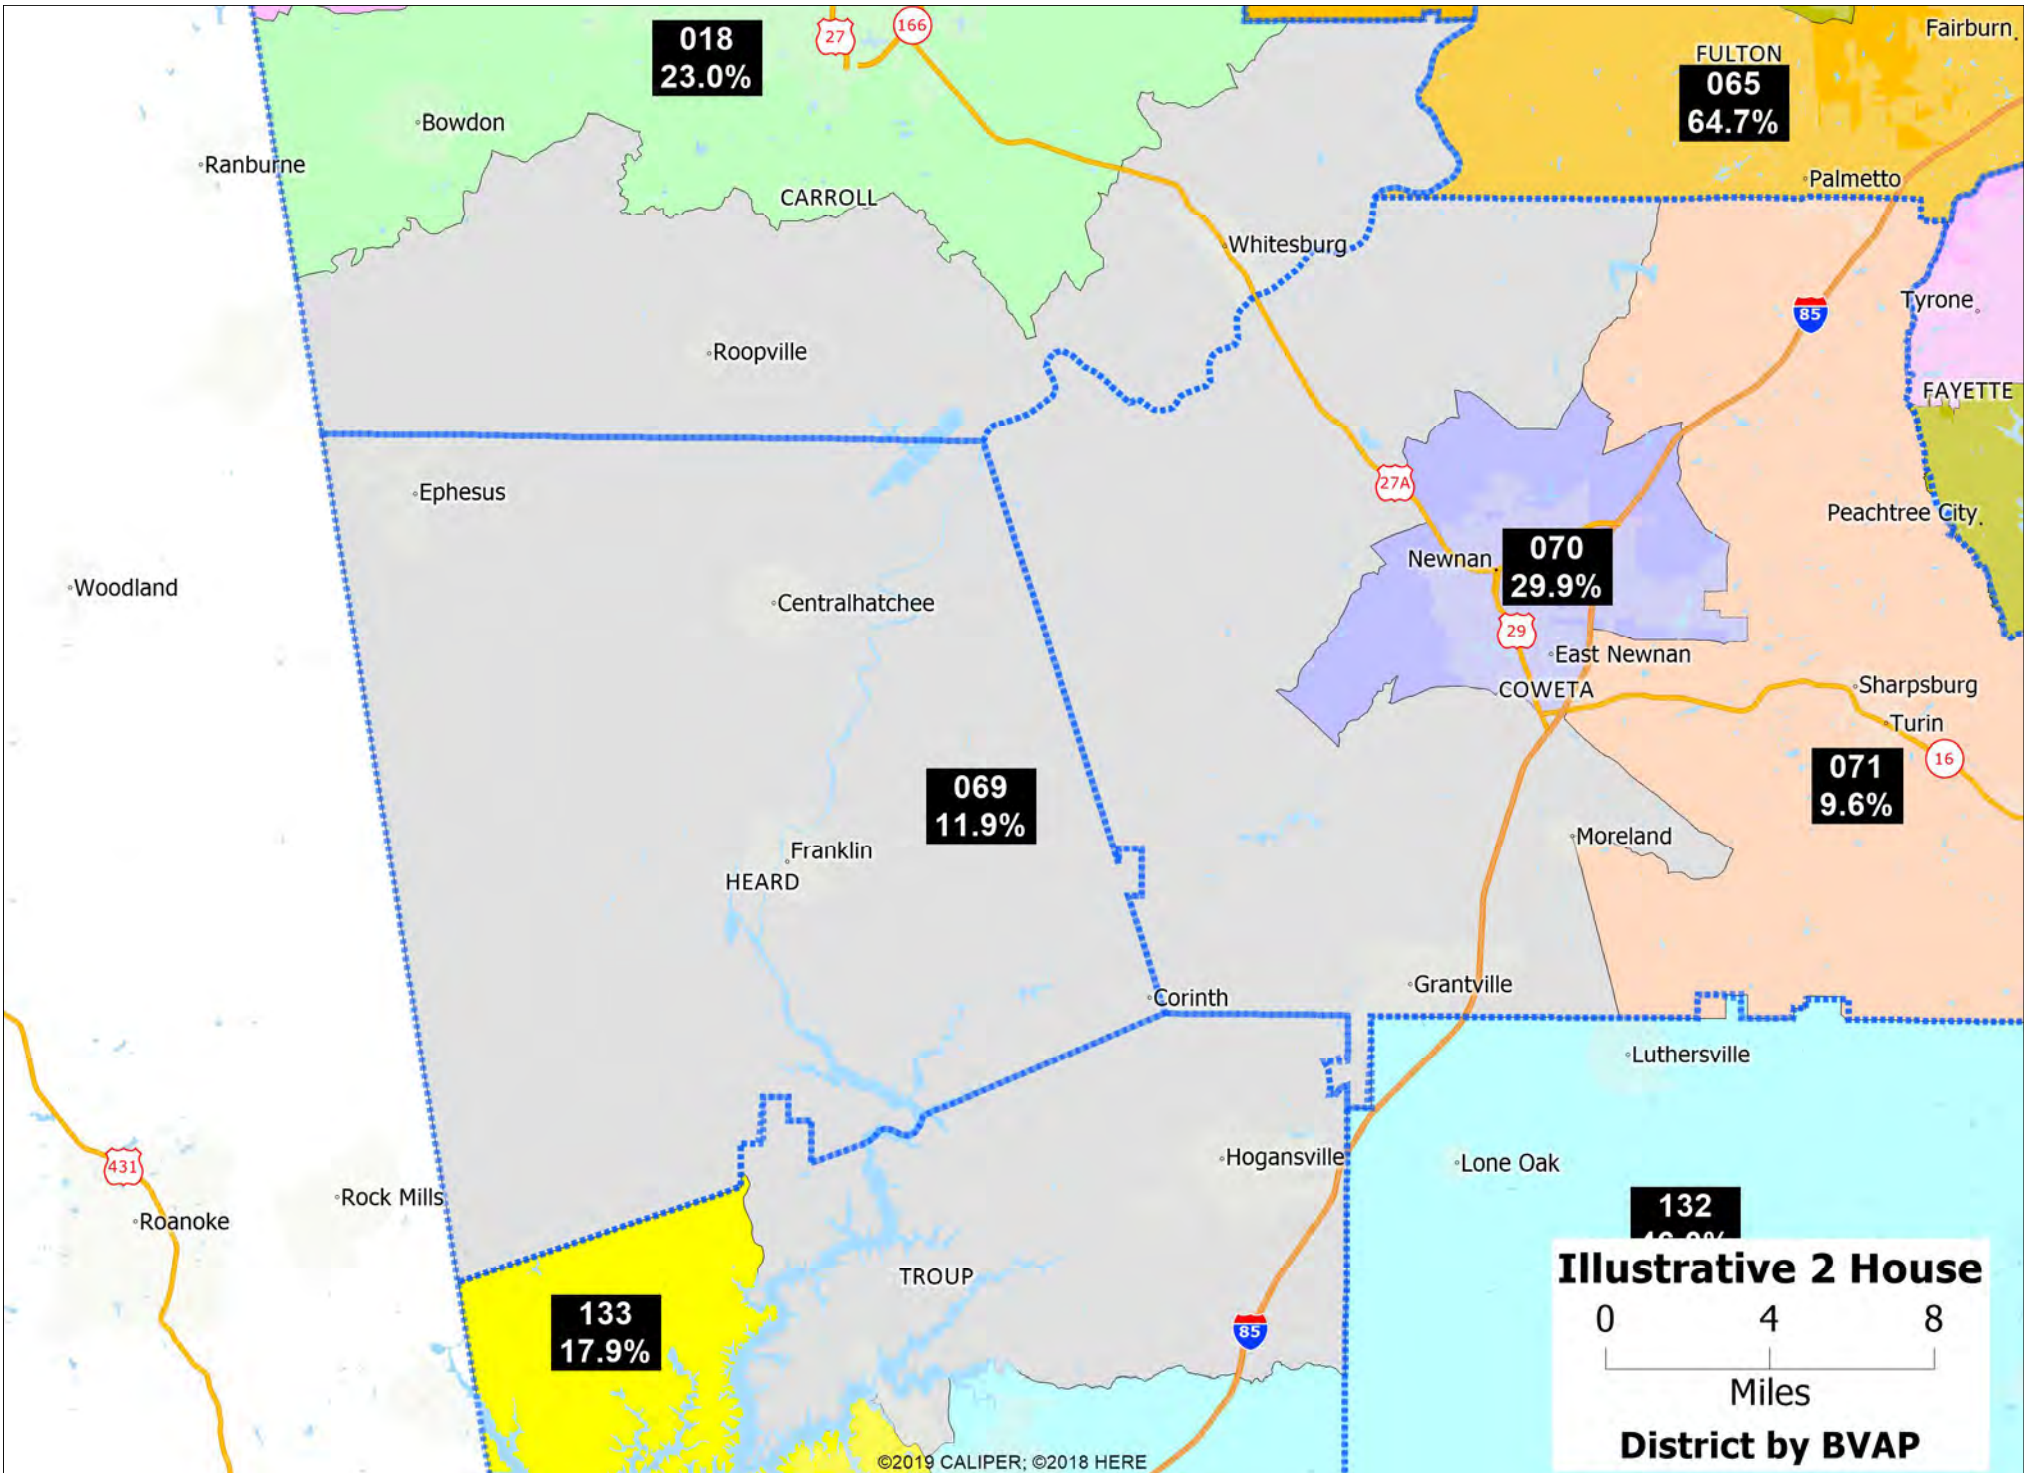 018
23.0%
27
166
FULTON
Fairburn
065
64.7%
Bowdon
Ranburne
CARROLL
Palmetto
Whitesburg
Tyrone
85
Roopville
FAYETTE
Ephesus
27A
Peachtree City
Newnan
070
29.9%
Woodland
Centralhatchee
29
East Newnan
COWETA
Sharpsburg
Turin
16
069
11.9%
071
9.6%
Franklin
HEARD
Moreland
Grantville
Corinth
Luthersville
431
Hogansville
Lone Oak
Rock Mills
Roanoke
132
TROUP
133
17.9%
85
Illustrative 2 House
0 4 8
Miles
District by BVAP
©2019 CALIPER; ©2018 HERE